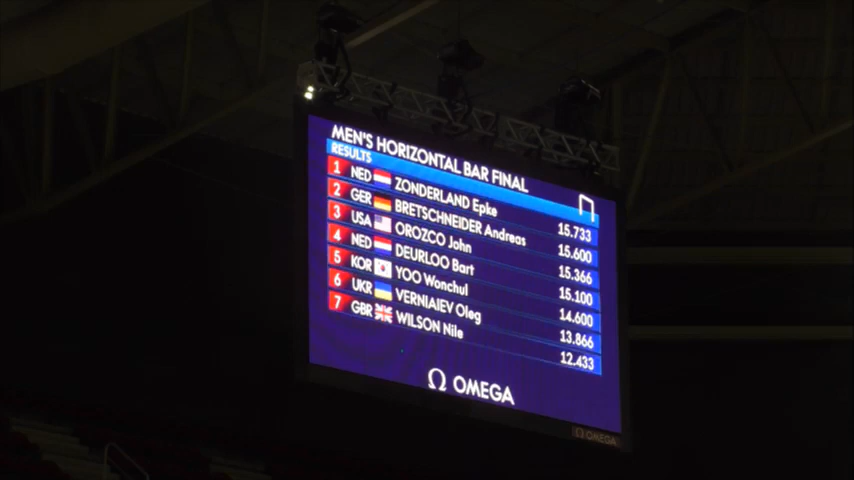 MEN'S HORIZONTAL BAR FINAL
RESULTS
1 NED ZONDERLAND Epke 15.733
2 GER BRETSCHNEIDER Andreas 15.600
3 USA OROZCO John 15.366
4 NED DEURLOO Bart 15.100
5 KOR YOO Wonchul 14.600
6 UKR VERNIAIEV Oleg 13.866
7 GBR WILSON Nile 12.433
Ω OMEGA
Ω OMEGA